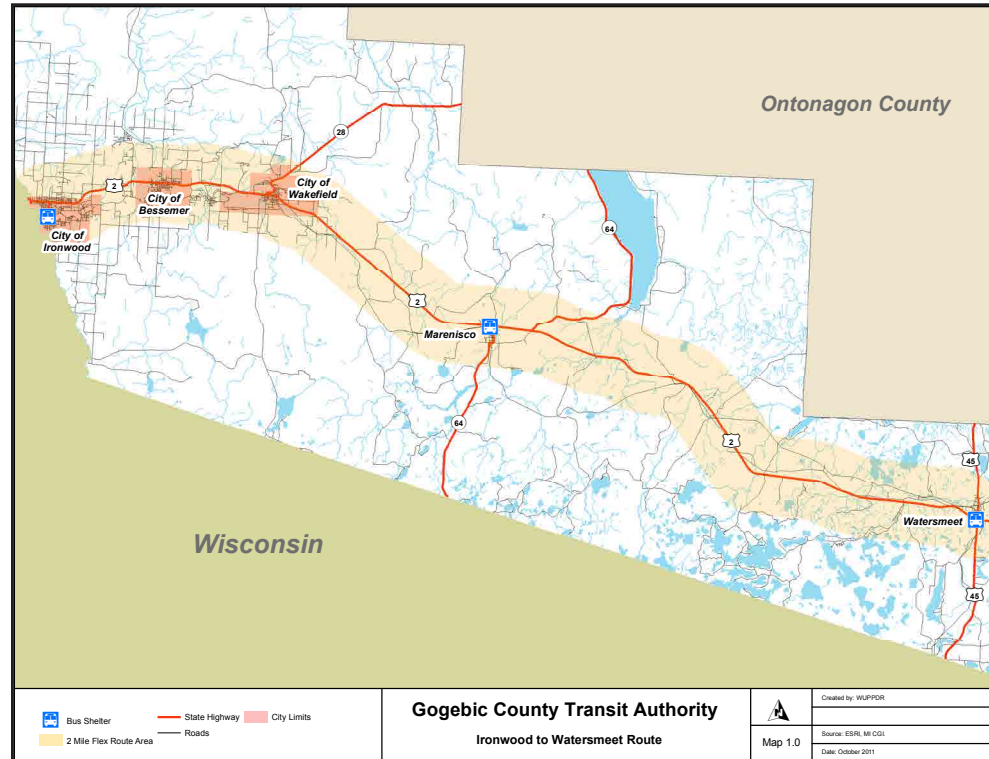 Ontonagon County
28
City of
Wakefield
2
City of
Bessemer
City of
Ironwood
64
2
Marenisco
64
2
45
Watersmeet
Wisconsin
45
Bus Shelter
State Highway
City Limits
2 Mile Flex Route Area
Roads
Gogebic County Transit Authority
Ironwood to Watersmeet Route
N
Map 1.0
Created by: WUPPDR
Source: ESRI, MI CGI.
Date: October 2011